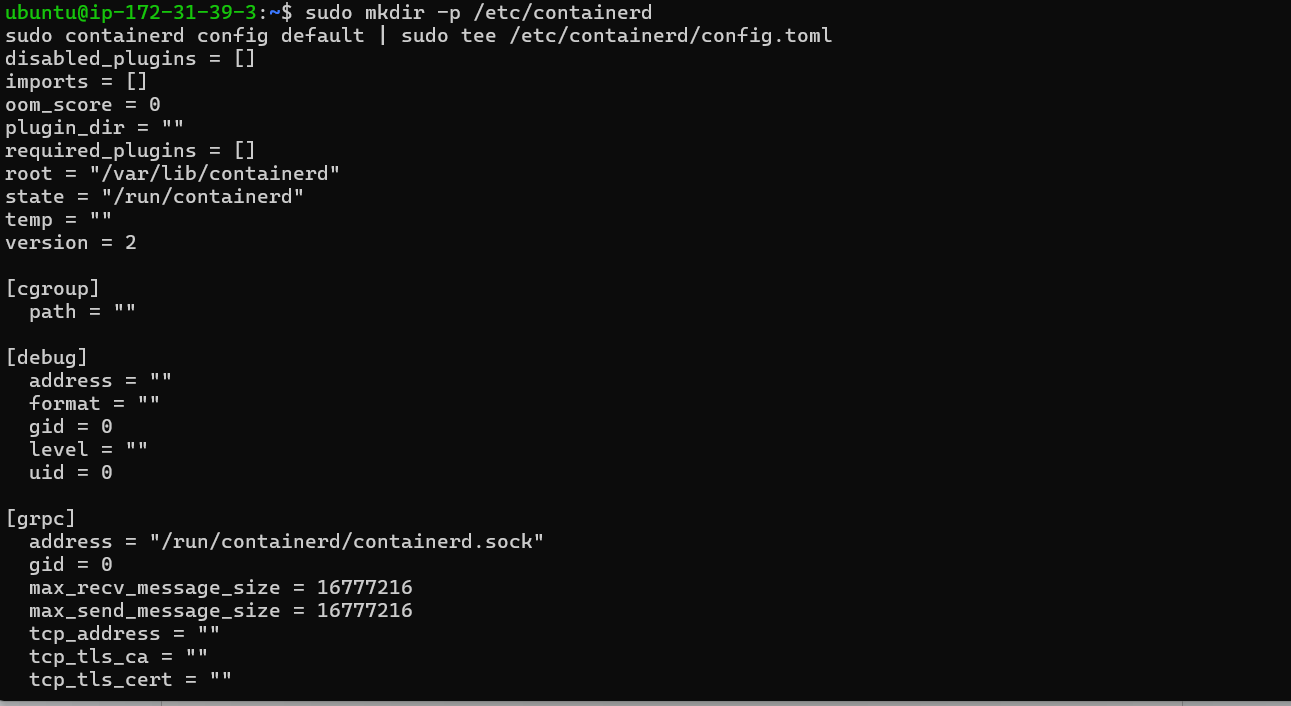 ubuntu@ip-172-31-39-3:~$ sudo mkdir -p /etc/containerd
sudo containerd config default | sudo tee /etc/containerd/config.toml
disabled_plugins = []
imports = []
oom_score = 0
plugin_dir = ""
required_plugins = []
root = "/var/lib/containerd"
state = "/run/containerd"
temp = ""
version = 2

[cgroup]
  path = ""

[debug]
  address = ""
  format = ""
  gid = 0
  level = ""
  uid = 0

[grpc]
  address = "/run/containerd/containerd.sock"
  gid = 0
  max_recv_message_size = 16777216
  max_send_message_size = 16777216
  tcp_address = ""
  tcp_tls_ca = ""
  tcp_tls_cert = ""